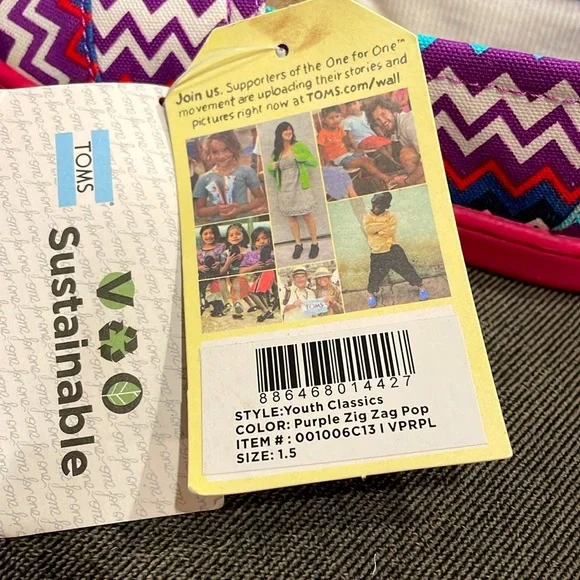 Join us. Supporters of the One for One™
movement are uploading their stories and
pictures right now at TOMS.com/wall
TOMS
886468014427
STYLE:Youth Classics
COLOR: Purple Zig Zag Pop
ITEM # : 001006C13 I VPRPL
SIZE: 1.5
TOMS
Sustainable